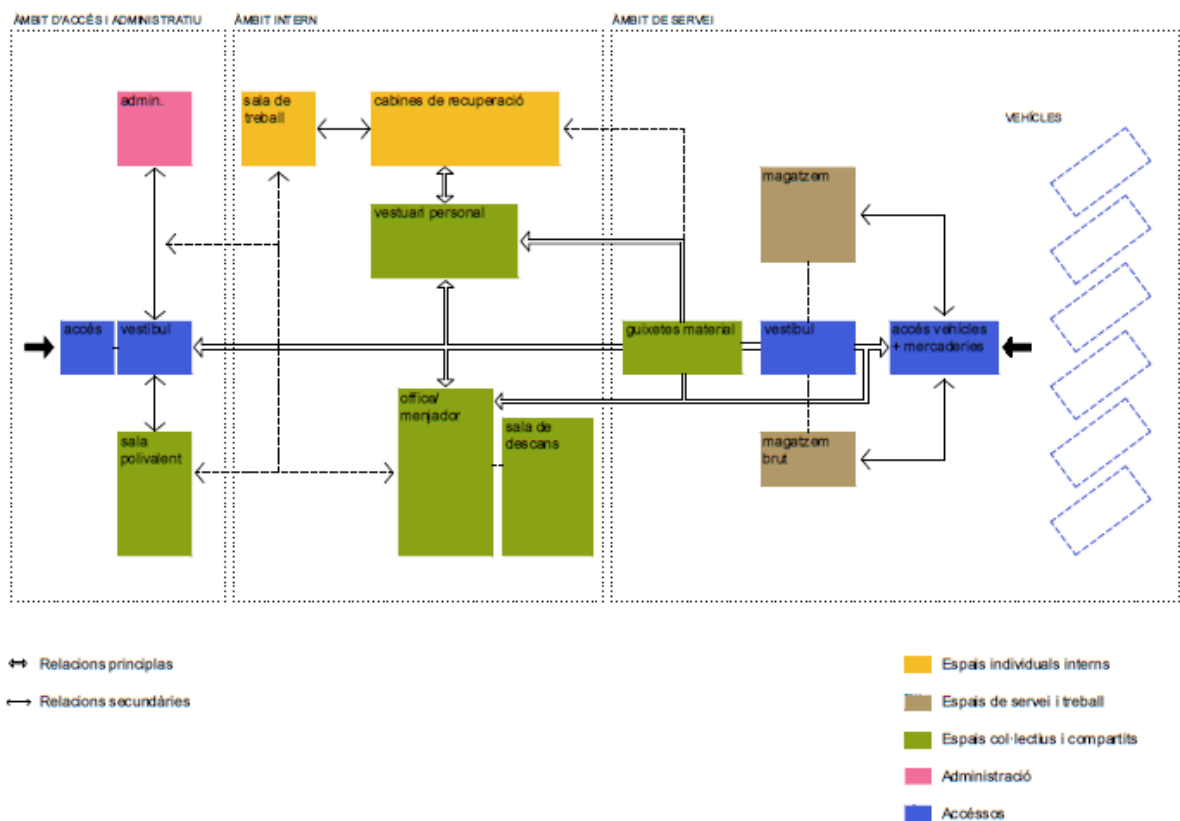 ÀMBIT D'ACCÉS I ADMINISTRATIU
ÀMBIT INTERN
ÀMBIT DE SERVEI
admin.
sala de
treball
cabines de recuperació
VEHÍCLES
magatzem
vestuari personal
accés
vestíbul
guixetes material
vestíbul
accés vehícles
+ mercaderies
office/
menjador
sala de
descans
sala
polivalent
magatzem
brut
Relacions principlas
Relacions secundàries
Espais individuals interns
Espais de servei i treball
Espais col·lectius i compartits
Administració
Accéssos